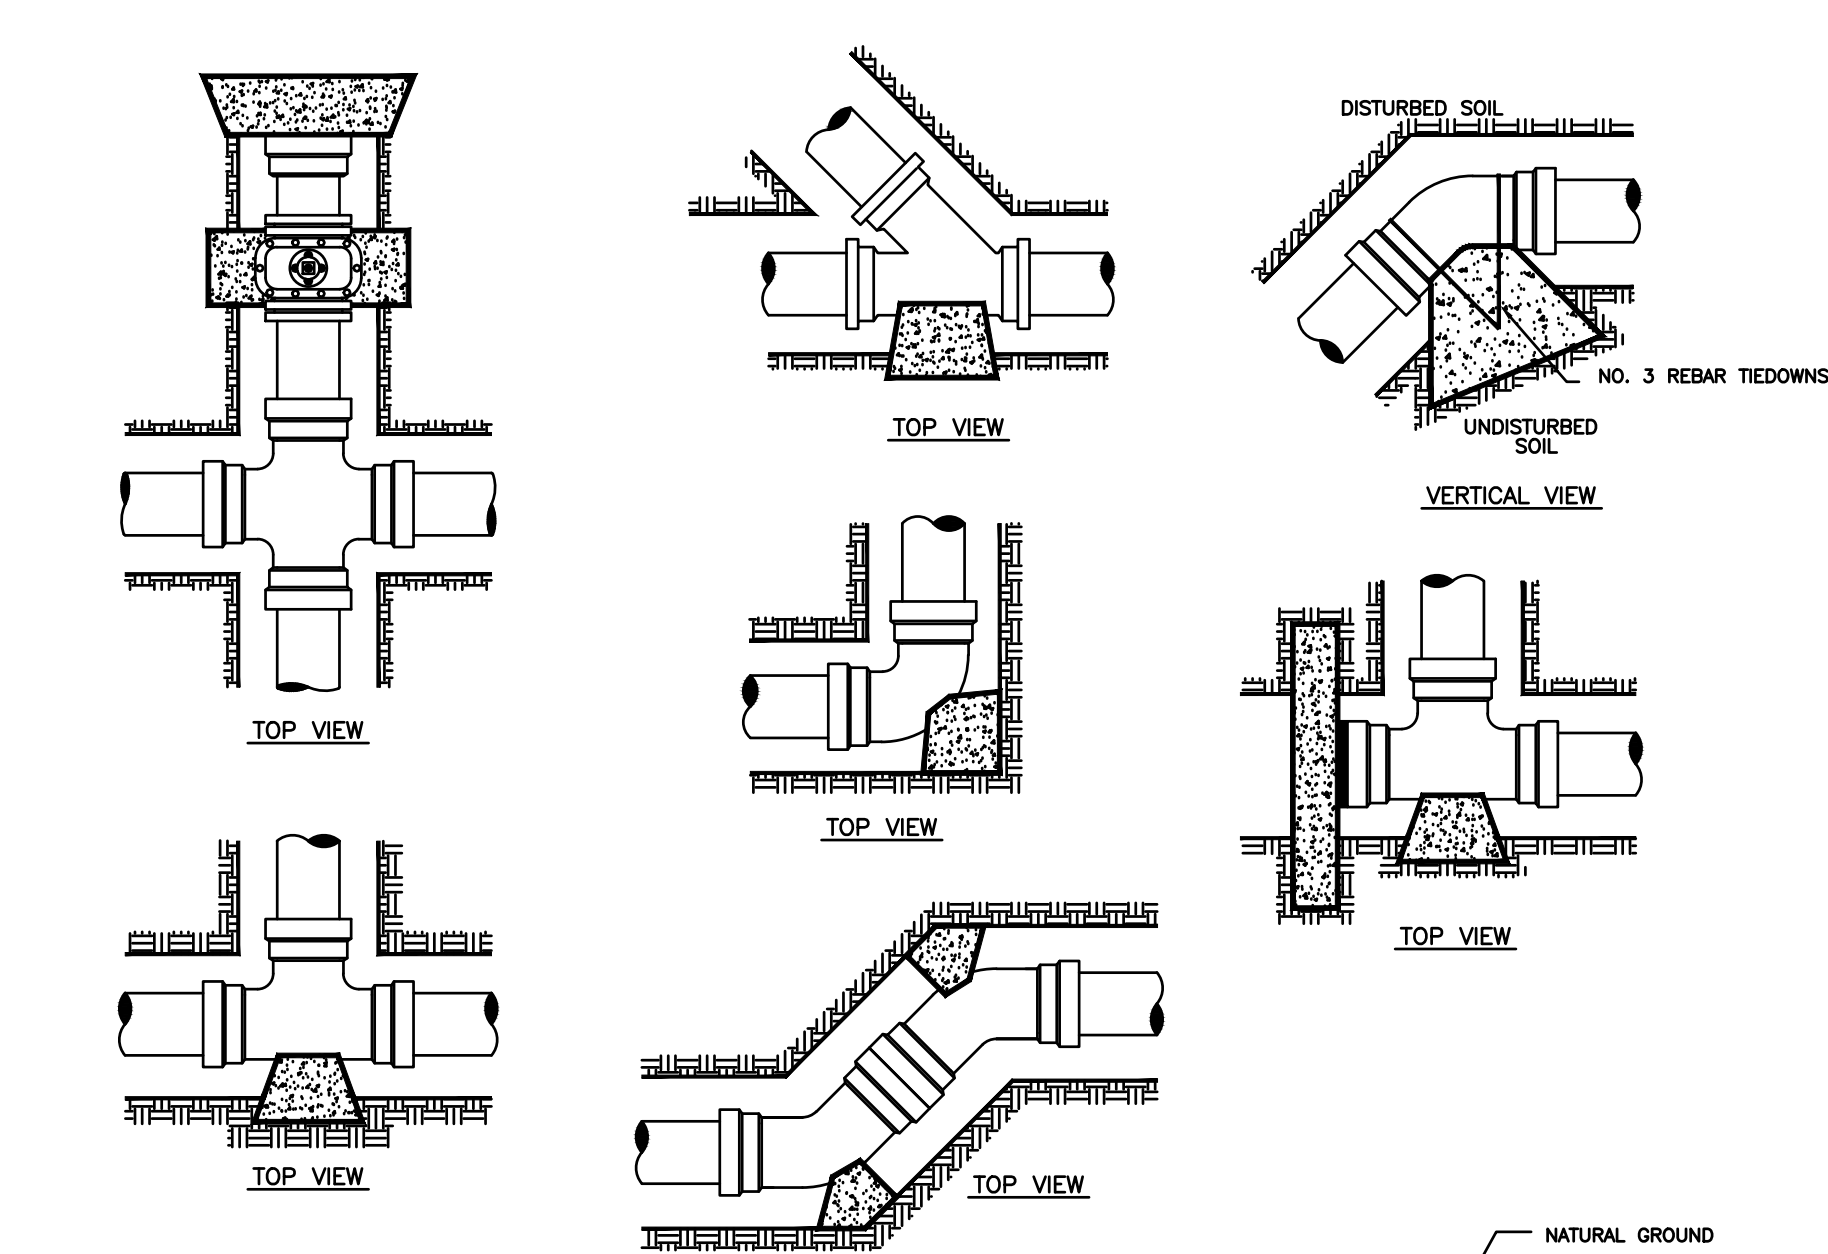 DISTURBED SOIL
NO. 3 REBAR TIEDOWNS
TOP VIEW
UNDISTURBED
SOIL
VERTICAL VIEW
TOP VIEW
TOP VIEW
TOP VIEW
TOP VIEW
TOP VIEW
NATURAL GROUND